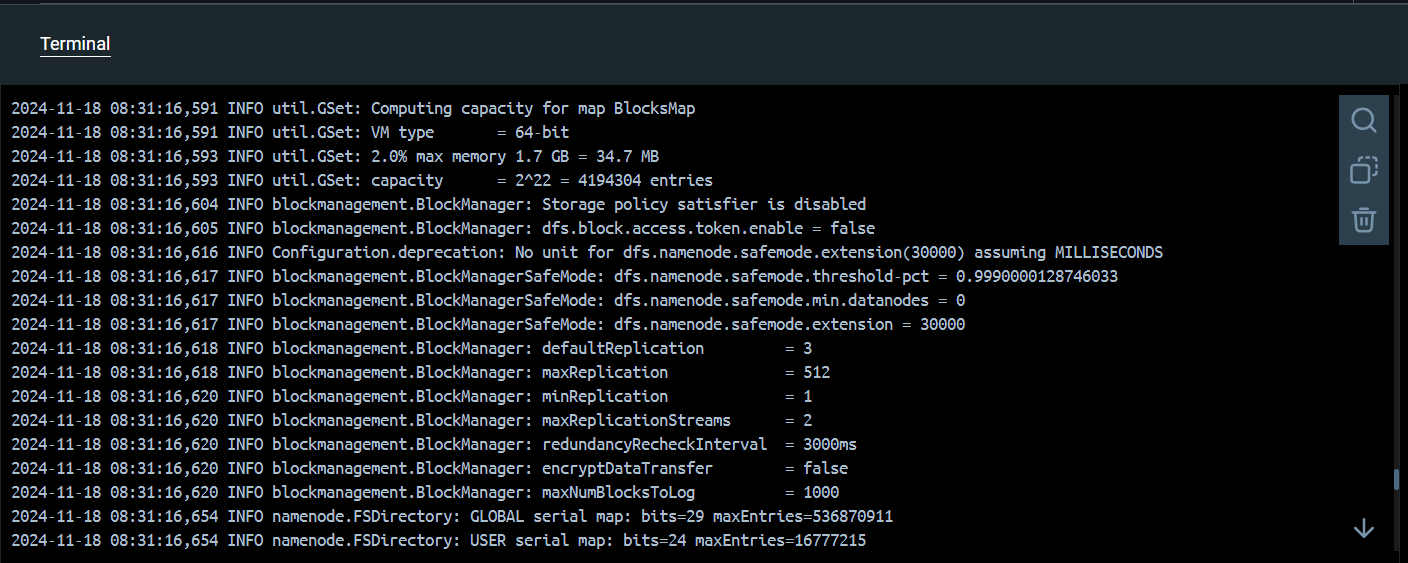 Terminal
2024-11-18 08:31:16,591 INFO util.GSet: Computing capacity for map BlocksMap
2024-11-18 08:31:16,591 INFO util.GSet: VM type       = 64-bit
2024-11-18 08:31:16,593 INFO util.GSet: 2.0% max memory 1.7 GB = 34.7 MB
2024-11-18 08:31:16,593 INFO util.GSet: capacity      = 2^22 = 4194304 entries
2024-11-18 08:31:16,604 INFO blockmanagement.BlockManager: Storage policy satisfier is disabled
2024-11-18 08:31:16,605 INFO blockmanagement.BlockManager: dfs.block.access.token.enable = false
2024-11-18 08:31:16,616 INFO Configuration.deprecation: No unit for dfs.namenode.safemode.extension(30000) assuming MILLISECONDS
2024-11-18 08:31:16,617 INFO blockmanagement.BlockManagerSafeMode: dfs.namenode.safemode.threshold-pct = 0.9990000128746033
2024-11-18 08:31:16,617 INFO blockmanagement.BlockManagerSafeMode: dfs.namenode.safemode.min.datanodes = 0
2024-11-18 08:31:16,617 INFO blockmanagement.BlockManagerSafeMode: dfs.namenode.safemode.extension = 30000
2024-11-18 08:31:16,618 INFO blockmanagement.BlockManager: defaultReplication         = 3
2024-11-18 08:31:16,618 INFO blockmanagement.BlockManager: maxReplication             = 512
2024-11-18 08:31:16,620 INFO blockmanagement.BlockManager: minReplication             = 1
2024-11-18 08:31:16,620 INFO blockmanagement.BlockManager: maxReplicationStreams      = 2
2024-11-18 08:31:16,620 INFO blockmanagement.BlockManager: redundancyRecheckInterval  = 3000ms
2024-11-18 08:31:16,620 INFO blockmanagement.BlockManager: encryptDataTransfer        = false
2024-11-18 08:31:16,620 INFO blockmanagement.BlockManager: maxNumBlocksToLog          = 1000
2024-11-18 08:31:16,654 INFO namenode.FSDirectory: GLOBAL serial map: bits=29 maxEntries=536870911
2024-11-18 08:31:16,654 INFO namenode.FSDirectory: USER serial map: bits=24 maxEntries=16777215